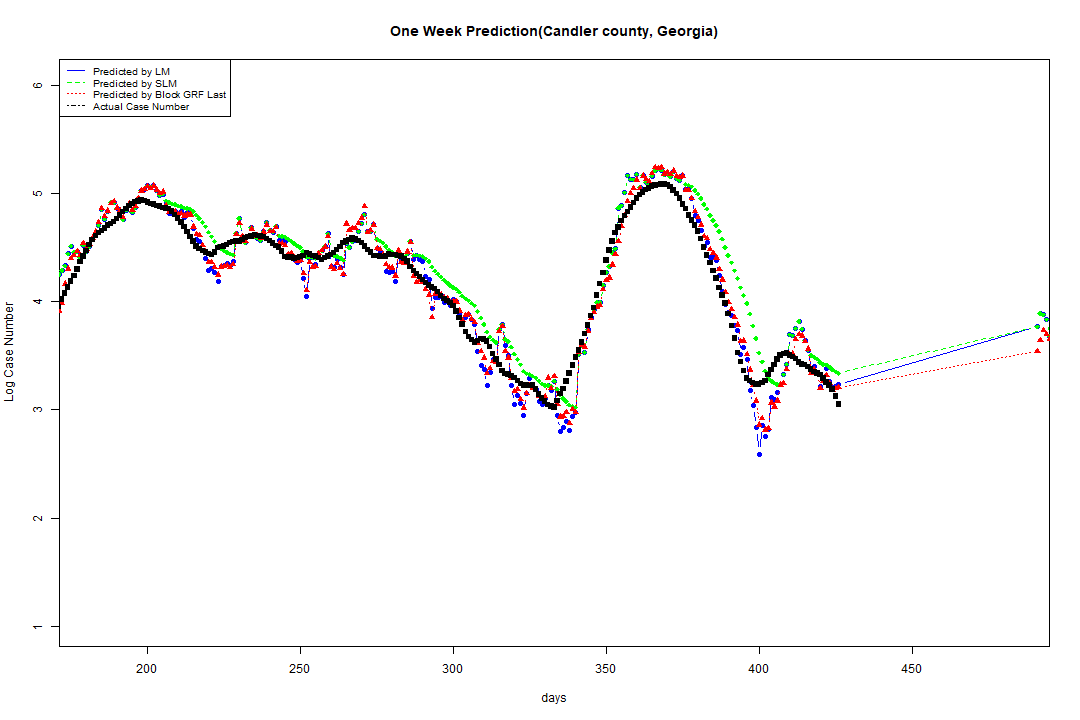 One Week Prediction(Candler county, Georgia)
Predicted by LM
Predicted by SLM
Predicted by Block GRF Last
Actual Case Number
6
5
4
3
2
1
Log Case Number
200 250 300 350 400 450
days